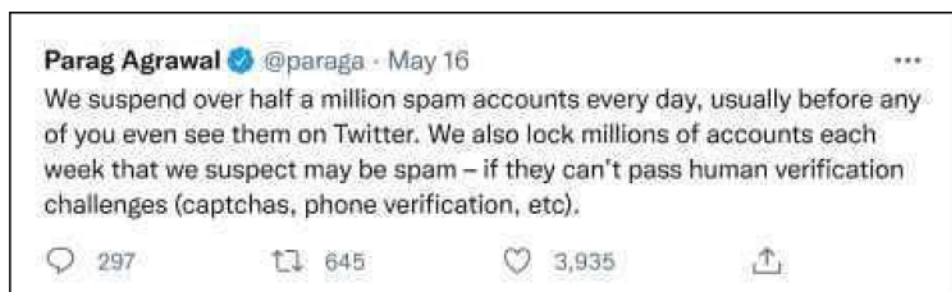 Parag Agrawal @paraga · May 16
We suspend over half a million spam accounts every day, usually before any
of you even see them on Twitter. We also lock millions of accounts each
week that we suspect may be spam – if they can't pass human verification
challenges (captchas, phone verification, etc).
297 645 3,935